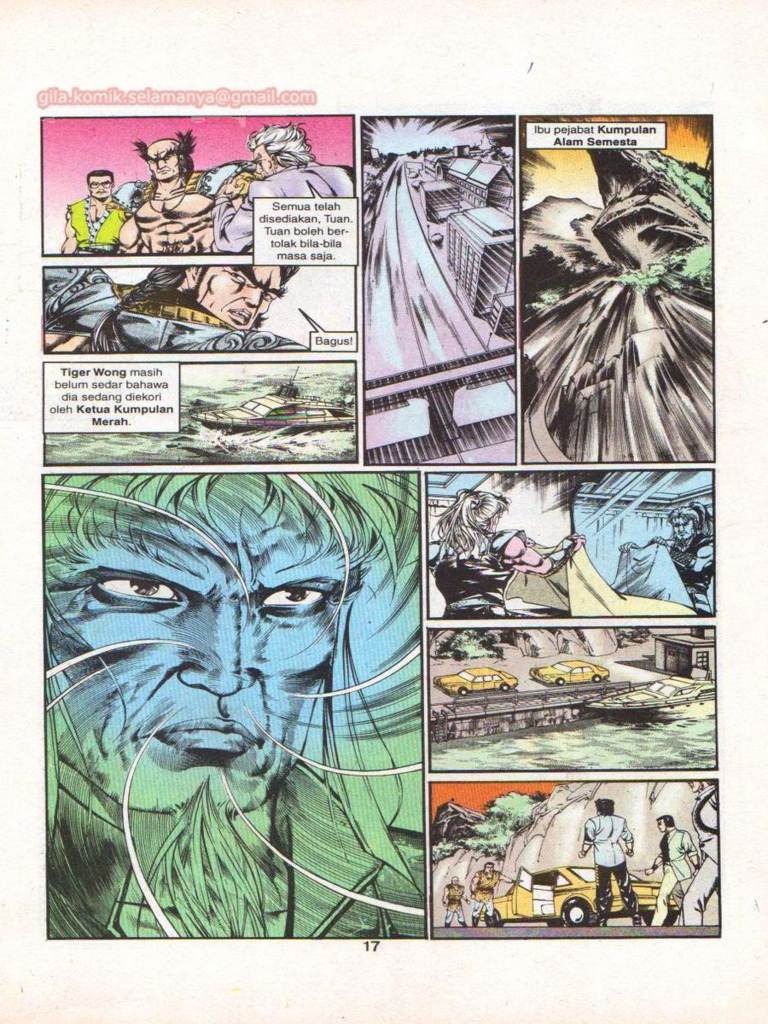 gila.komik.selamanya@gmail.com
Semua telah
disediakan, Tuan.
Tuan boleh ber-
tolak bila-bila
masa saja.
Bagus!
Tiger Wong masih
belum sedar bahawa
dia sedang diekori
oleh Ketua Kumpulan
Merah.
Ibu pejabat Kumpulan
Alam Semesta
17